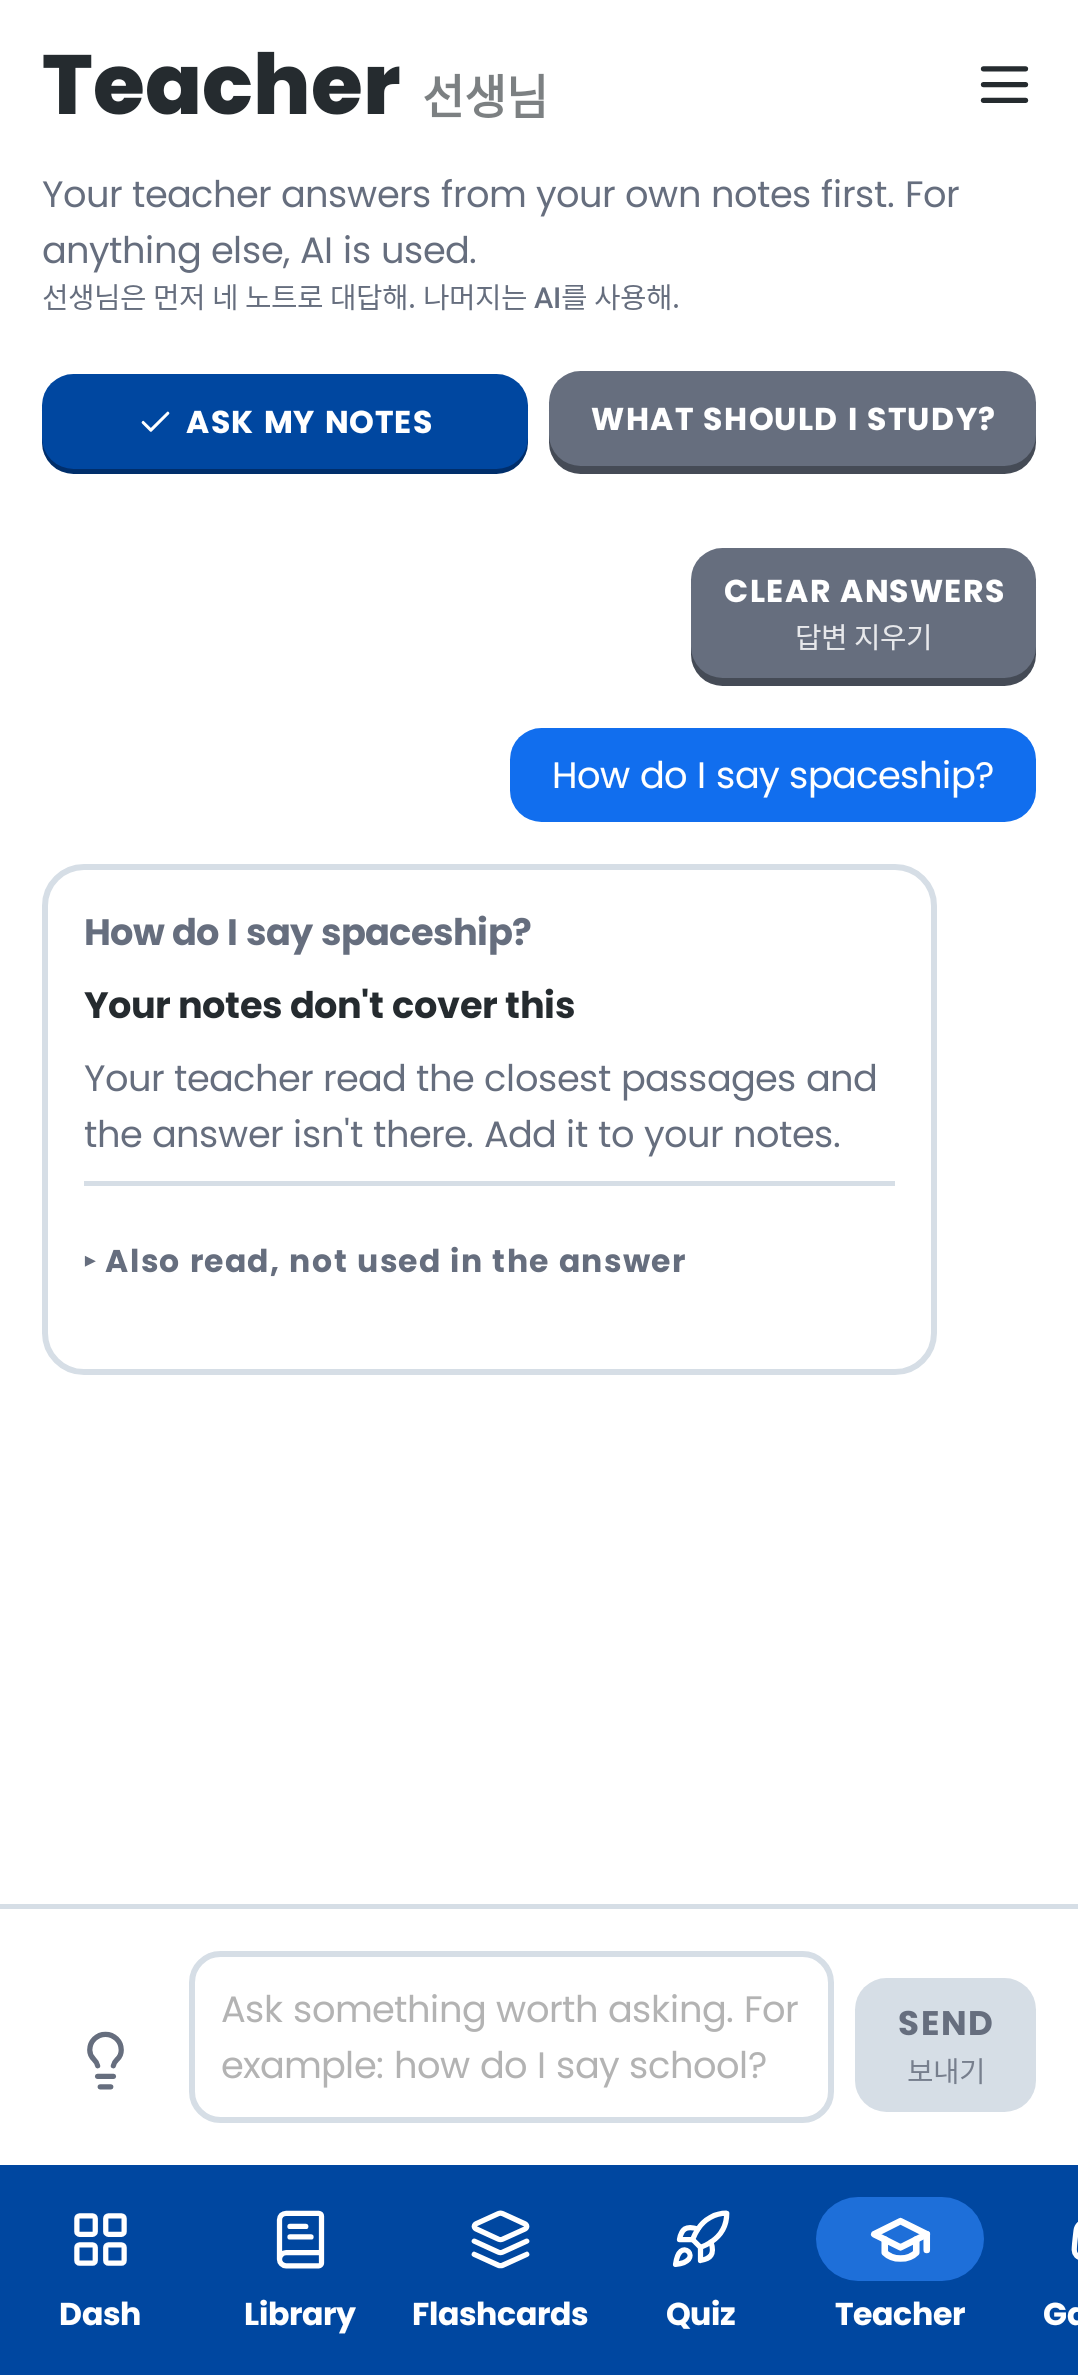 Teacher 선생님
Your teacher answers from your own notes first. For
anything else, AI is used.
선생님은 먼저 네 노트로 대답해. 나머지는 AI를 사용해.
ASK MY NOTES
WHAT SHOULD I STUDY?
CLEAR ANSWERS
답변 지우기
How do I say spaceship?
How do I say spaceship?
Your notes don't cover this
Your teacher read the closest passages and
the answer isn't there. Add it to your notes.
Also read, not used in the answer
Ask something worth asking. For
example: how do I say school?
SEND
보내기
Dash
Library
Flashcards
Quiz
Teacher